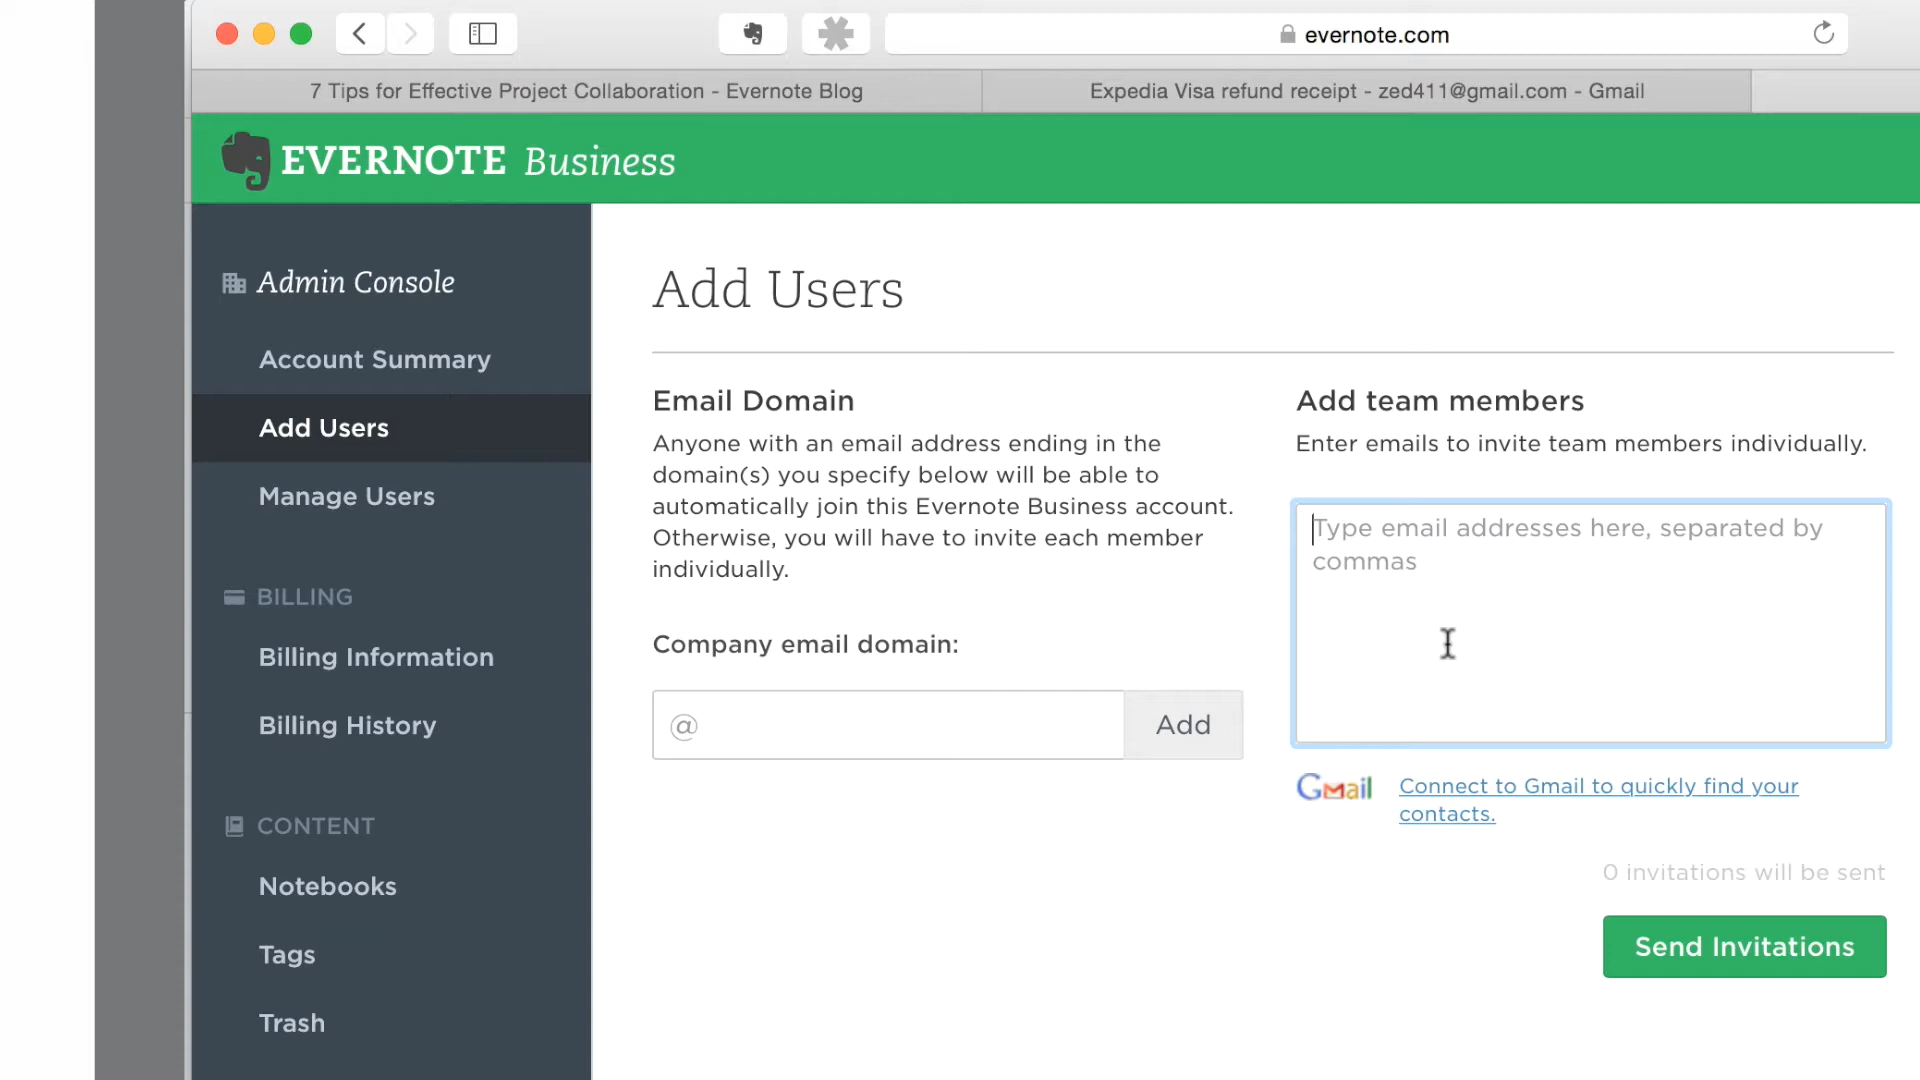 evernote.com
7 Tips for Effective Project Collaboration - Evernote Blog
Expedia Visa refund receipt - zed411@gmail.com - Gmail
EVERNOTE Business
Admin Console
Account Summary
Add Users
Manage Users
BILLING
Billing Information
Billing History
CONTENT
Notebooks
Tags
Trash
Add Users
Email Domain
Anyone with an email address ending in the
domain(s) you specify below will be able to
automatically join this Evernote Business account.
Otherwise, you will have to invite each member
individually.
Company email domain:
@
Add
Add team members
Enter emails to invite team members individually.
Type email addresses here, separated by
commas
Gmail
Connect to Gmail to quickly find your
contacts.
0 invitations will be sent
Send Invitations